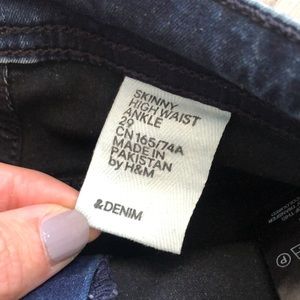 SKINNY
HIGH WAIST
ANKLE
29
CN 165/74A
MADE IN
PAKISTAN
by H&M
&DENIM
P